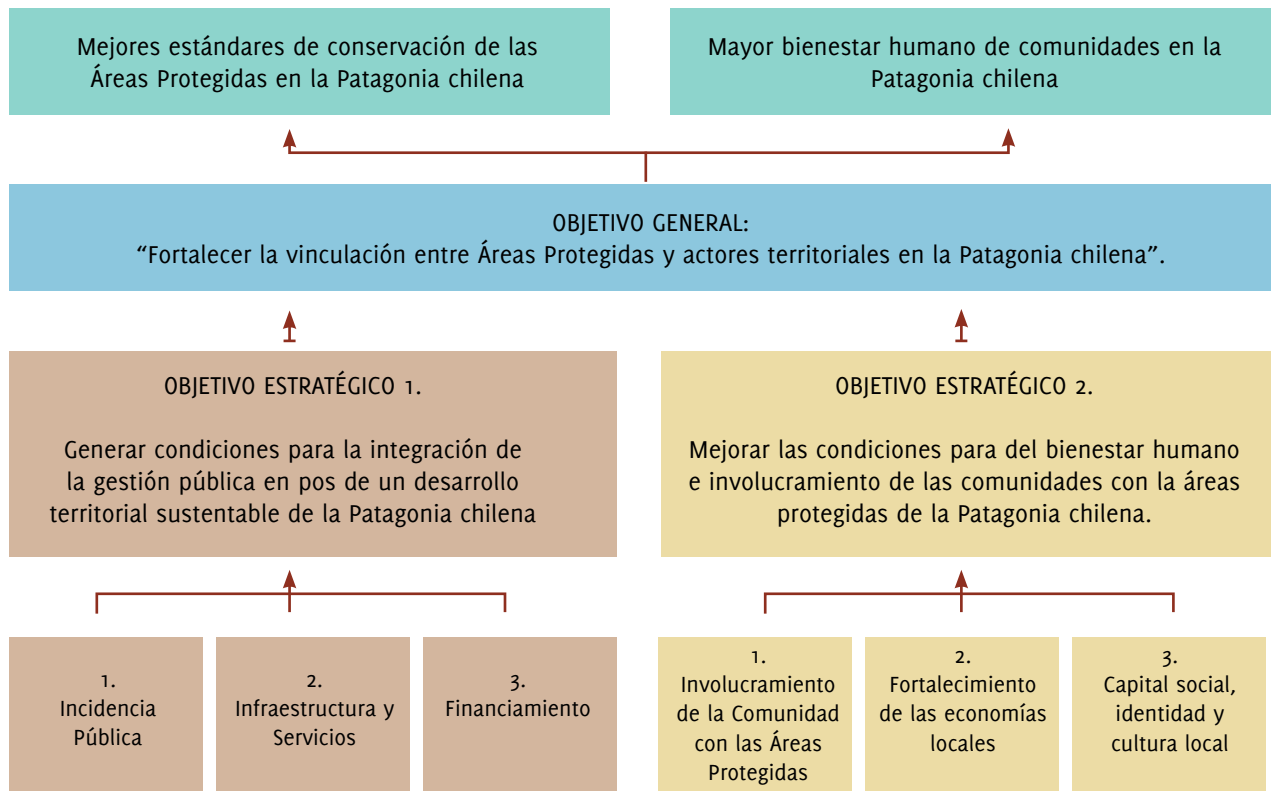 Mejores estándares de conservación de las
Áreas Protegidas en la Patagonia chilena
Mayor bienestar humano de comunidades en la
Patagonia chilena
OBJETIVO GENERAL:
“Fortalecer la vinculación entre Áreas Protegidas y actores territoriales en la Patagonia chilena”.
OBJETIVO ESTRATÉGICO 1.
Generar condiciones para la integración de
la gestión pública en pos de un desarrollo
territorial sustentable de la Patagonia chilena
OBJETIVO ESTRATÉGICO 2.
Mejorar las condiciones para del bienestar humano
e involucramiento de las comunidades con la áreas
protegidas de la Patagonia chilena.
1.
Incidencia
Pública
2.
Infraestructura y
Servicios
3.
Financiamiento
1.
Involucramiento
de la Comunidad
con las Áreas
Protegidas
2.
Fortalecimiento
de las economías
locales
3.
Capital social,
identidad y
cultura local